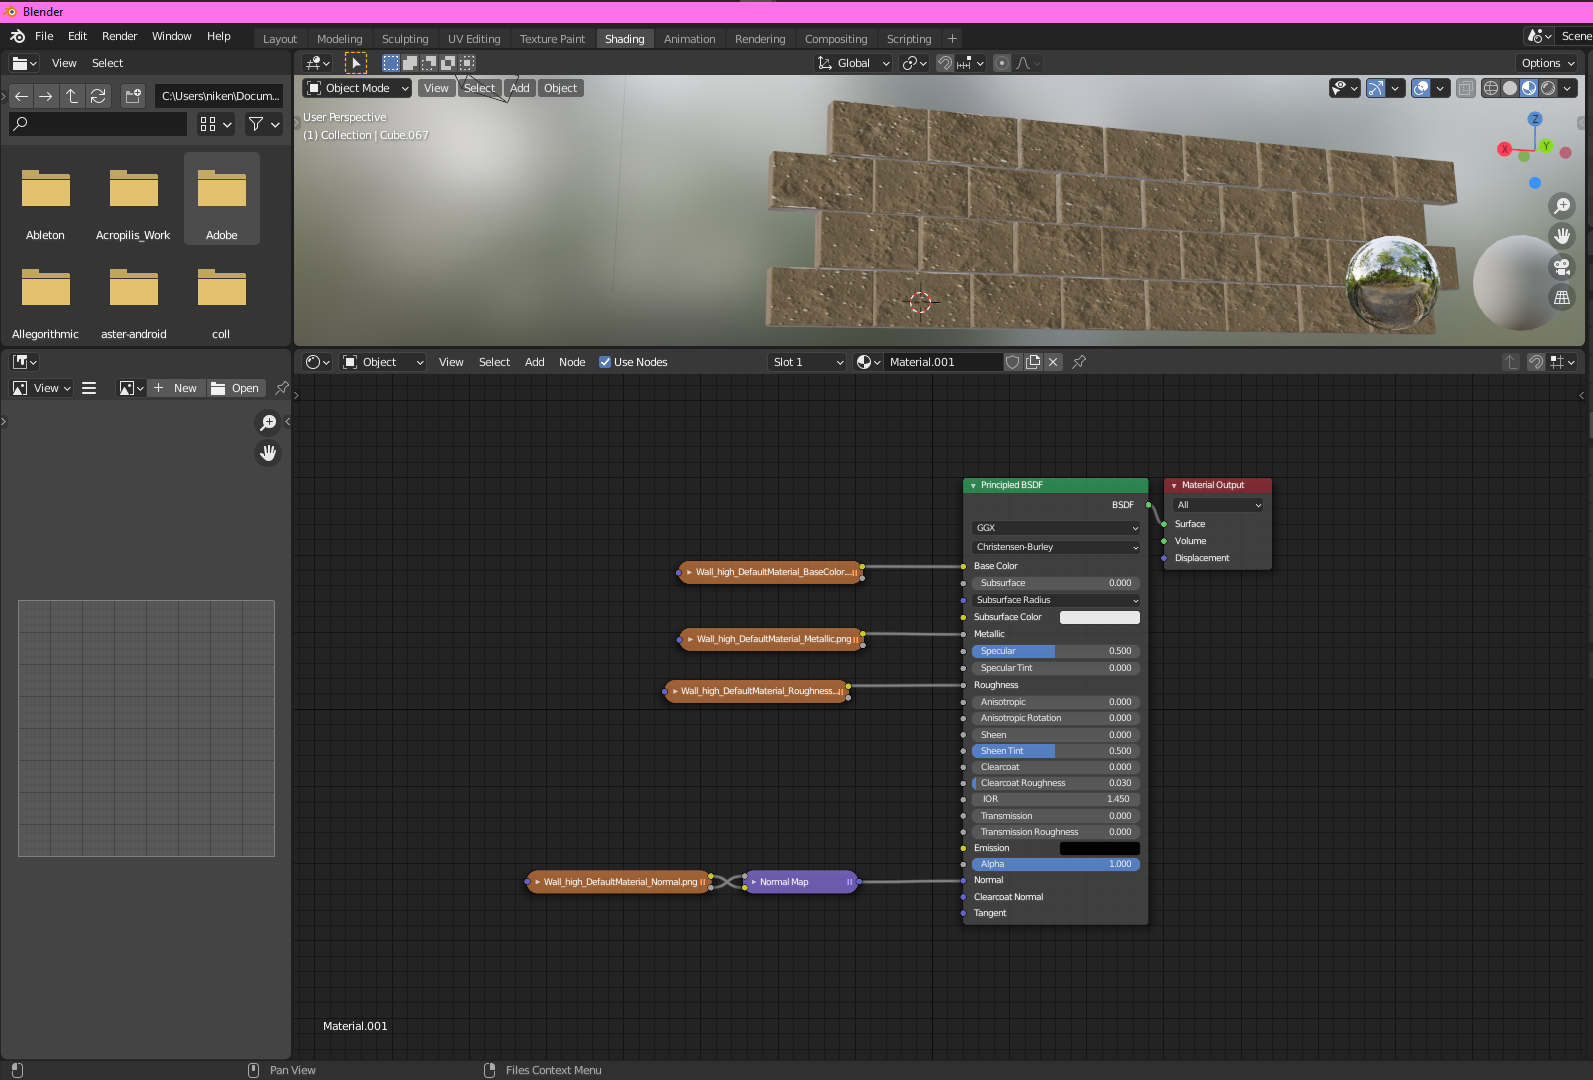 Blender
File Edit Render Window Help
Layout Modeling Sculpting UV Editing Texture Paint Shading Animation Rendering Compositing Scripting +
Scene
View Select
Global
Options
C:\Users\niken\Docum...
Object Mode View Select Add Object
User Perspective
(1) Collection | Cube.067
Z
X
Y
Ableton Acropilis_Work Adobe
Allegorithmic aster-android coll
Object View Select Add Node Use Nodes Slot 1 Material.001
View New Open
Principled BSDF
BSDF
GGX
Christensen-Burley
Base Color
Subsurface 0.000
Subsurface Radius
Subsurface Color
Metallic
Specular 0.500
Specular Tint 0.000
Roughness
Anisotropic 0.000
Anisotropic Rotation 0.000
Sheen 0.000
Sheen Tint 0.500
Clearcoat 0.000
Clearcoat Roughness 0.030
IOR 1.450
Transmission 0.000
Transmission Roughness 0.000
Emission
Alpha 1.000
Normal
Clearcoat Normal
Tangent
Material Output
All
Surface
Volume
Displacement
Wall_high_DefaultMaterial_BaseColor...
Wall_high_DefaultMaterial_Metallic.png
Wall_high_DefaultMaterial_Roughness...
Wall_high_DefaultMaterial_Normal.png
Normal Map
Material.001
Pan View
Files Context Menu